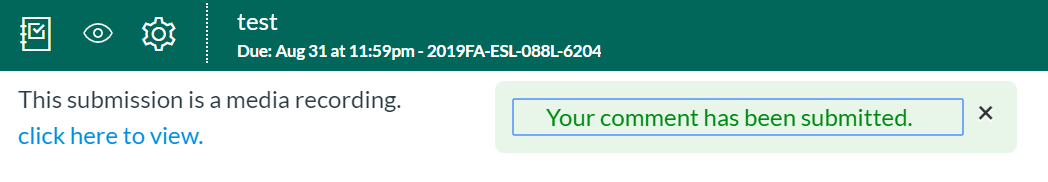 test
Due: Aug 31 at 11:59pm - 2019FA-ESL-088L-6204
This submission is a media recording.
click here to view.
Your comment has been submitted.